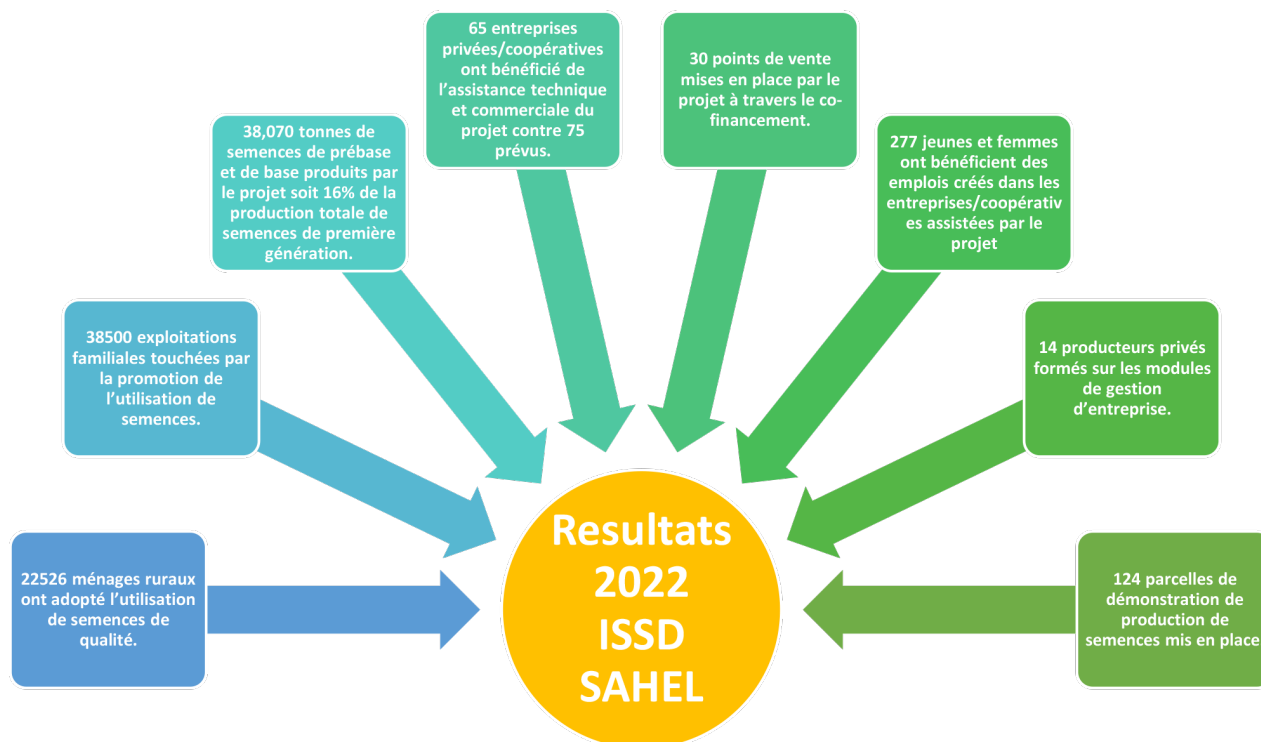 65 entreprises
privées/coopératives
ont bénéficié de
l’assistance technique
et commerciale du
projet contre 75
prévus.
30 points de vente
mises en place par le
projet à travers le co-
financement.
38,070 tonnes de
semences de prébase
et de base produits par
le projet soit 16% de la
production totale de
semences de première
génération.
277 jeunes et femmes
ont bénéficient des
emplois créés dans les
entreprises/coopérativ
es assistées par le
projet
38500 exploitations
familiales touchées par
la promotion de
l’utilisation de
semences.
14 producteurs privés
formés sur les modules
de gestion
d’entreprise.
22526 ménages ruraux
ont adopté l’utilisation
de semences de
qualité.
Resultats
2022
ISSD
SAHEL
124 parcelles de
démonstration de
production de
semences mis en place